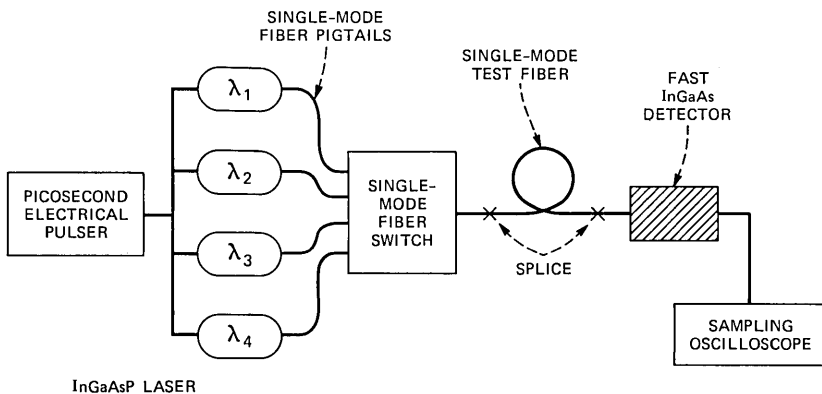 SINGLE-MODE
FIBER PIGTAILS
SINGLE-MODE
TEST FIBER
FAST
InGaAs
DETECTOR
λ1
λ2
λ3
λ4
PICOSECOND
ELECTRICAL
PULSER
SINGLE-
MODE
FIBER
SWITCH
SPLICE
SAMPLING
OSCILLOSCOPE
InGaAsP LASER